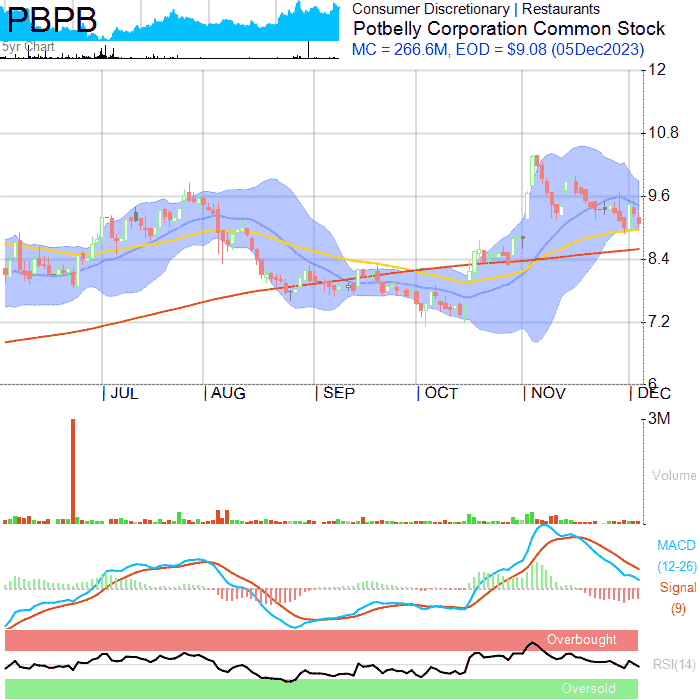 PBPB
5yr Chart
Consumer Discretionary | Restaurants
Potbelly Corporation Common Stock
MC = 266.6M, EOD = $9.08 (05Dec2023)
12
10.8
9.6
8.4
7.2
6
JUL
AUG
SEP
OCT
NOV
DEC
3M
Volume
MACD
(12-26)
Signal
(9)
Overbought
RSI(14)
Oversold